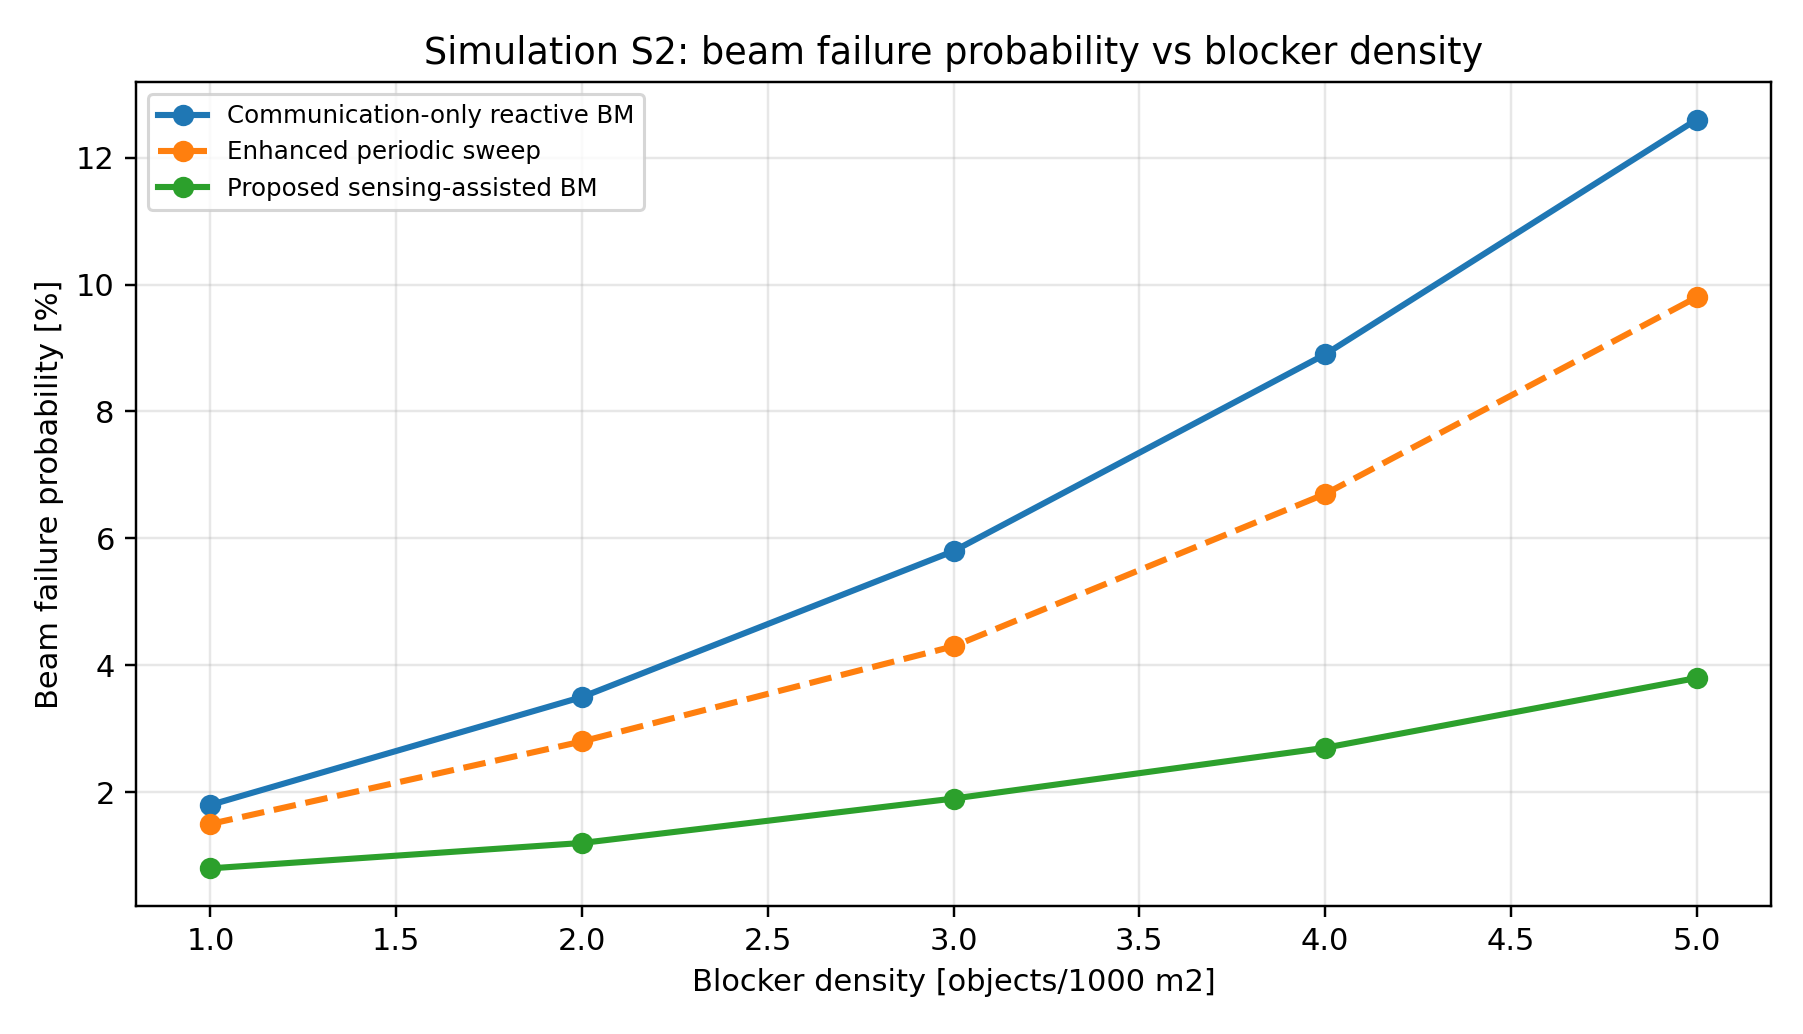 Simulation S2: beam failure probability vs blocker density
Communication-only reactive BM
Enhanced periodic sweep
Proposed sensing-assisted BM
Beam failure probability [%]
12
10
8
6
4
2
1.0 1.5 2.0 2.5 3.0 3.5 4.0 4.5 5.0
Blocker density [objects/1000 m2]